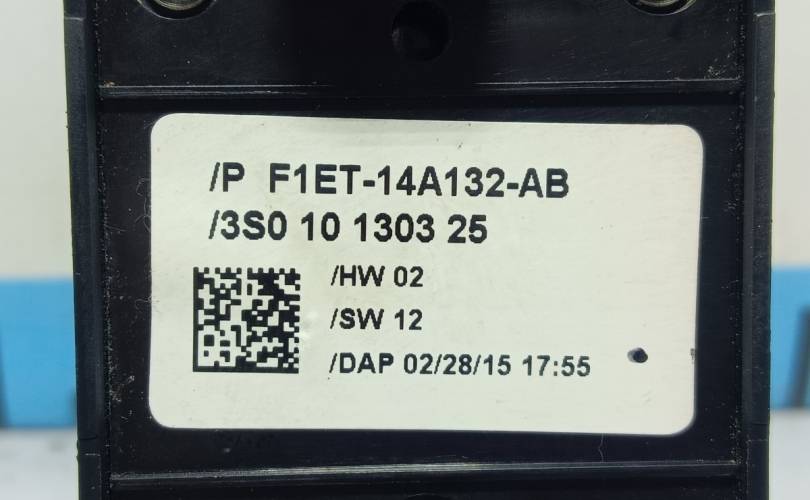 /P F1ET-14A132-AB
/3S0 10 1303 25
/HW 02
/SW 12
/DAP 02/28/15 17:55